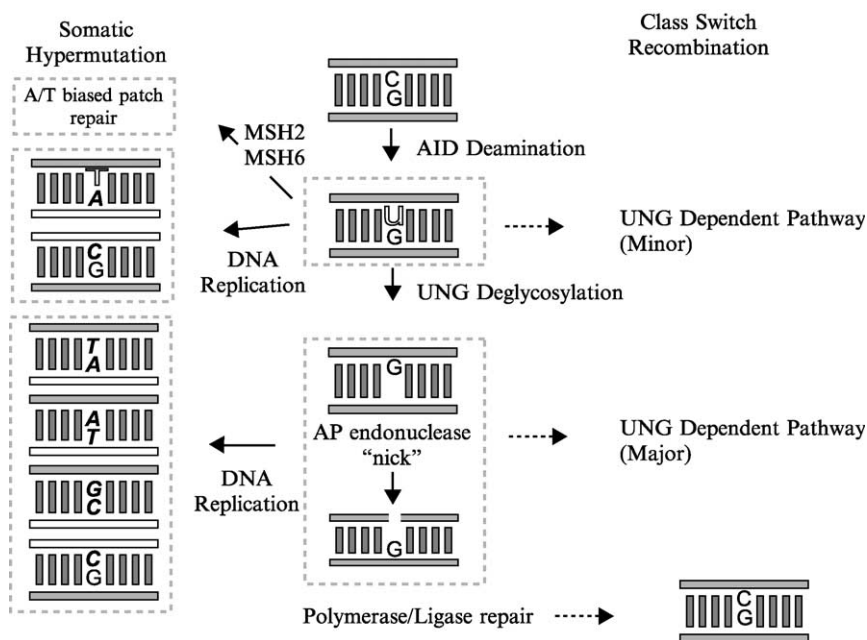 Somatic
Hypermutation
A/T biased patch
repair
T
A
C
G
T
A
A
T
G
C
C
G
C
G
MSH2
MSH6
AID Deamination
U
G
DNA
Replication
UNG Deglycosylation
G
AP endonuclease
“nick”
DNA
Replication
G
Polymerase/Ligase repair
Class Switch
Recombination
UNG Dependent Pathway
(Minor)
UNG Dependent Pathway
(Major)
C
G